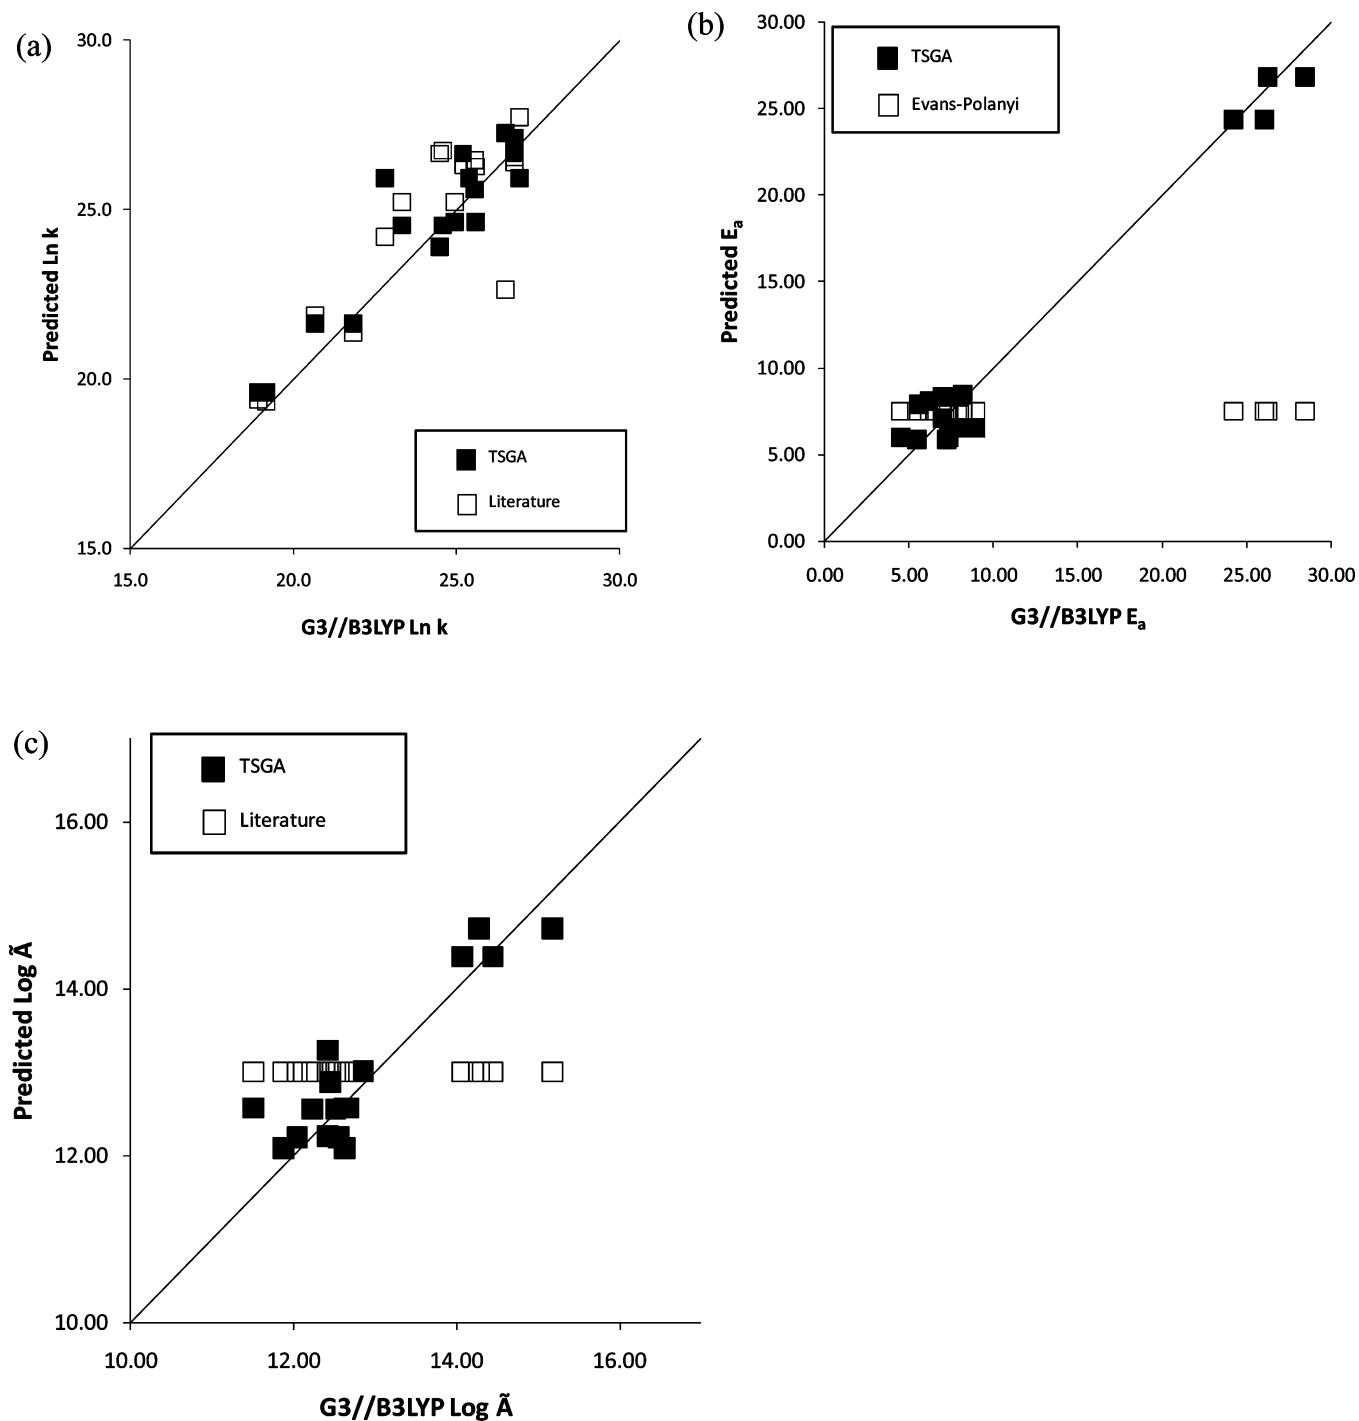 (a)
30.0
25.0
20.0
15.0
Predicted Ln k
TSGA
Literature
15.0 20.0 25.0 30.0
G3//B3LYP Ln k
(b)
30.00
25.00
20.00
15.00
10.00
5.00
0.00
Predicted Eₐ
TSGA
Evans-Polanyi
0.00 5.00 10.00 15.00 20.00 25.00 30.00
G3//B3LYP Eₐ
(c)
16.00
14.00
12.00
10.00
Predicted Log Ã
TSGA
Literature
10.00 12.00 14.00 16.00
G3//B3LYP Log Ã